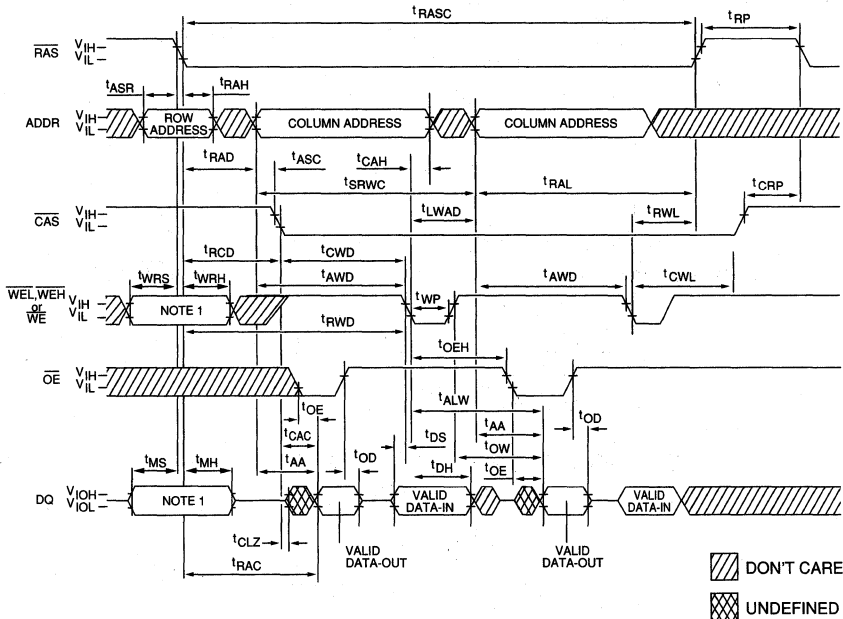 tRASC
tRP
RAS
VIH
VIL
tASR
tRAH
ADDR
VIH
VIL
ROW
ADDRESS
COLUMN ADDRESS
COLUMN ADDRESS
tRAD
tASC
tCAH
tSRWC
tRAL
tCRP
CAS
VIH
VIL
tLWAD
tRWL
tRCD
tCWD
tWRS
tWRH
tAWD
tWP
tAWD
tCWL
WEL,WEH
or
WE
VIH
VIL
NOTE 1
tRWD
tOEH
OE
VIH
VIL
tOE
tALW
tCAC
tDS
tAA
tOD
tMS
tMH
tAA
tOD
tOW
tDH
tOE
DQ
VIOH
VIOL
NOTE 1
VALID
DATA-IN
VALID
DATA-IN
tCLZ
tRAC
VALID
DATA-OUT
VALID
DATA-OUT
DON'T CARE
UNDEFINED